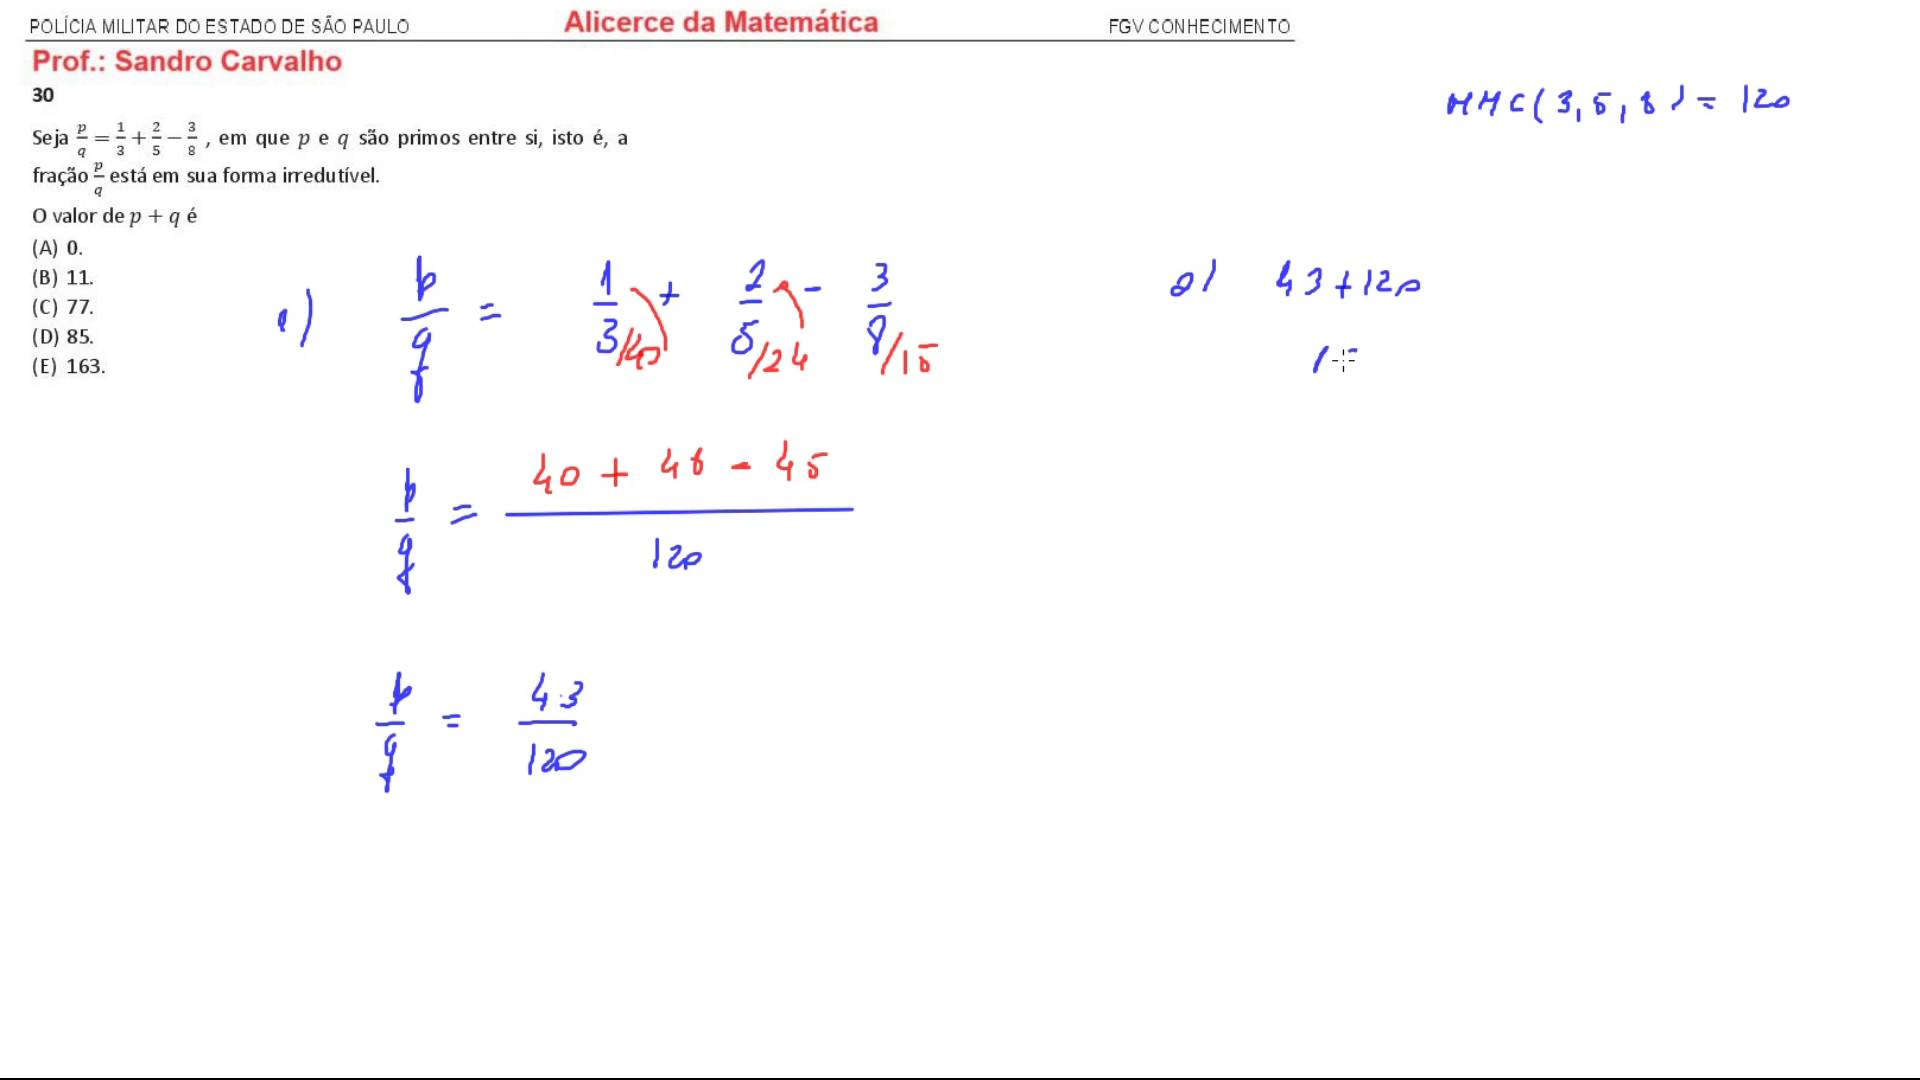 POLÍCIA MILITAR DO ESTADO DE SÃO PAULO Alicerce da Matemática FGV CONHECIMENTO
Prof.: Sandro Carvalho
30
Seja p/q = 1/3 + 2/5 − 3/8 , em que p e q são primos entre si, isto é, a
fração p/q está em sua forma irredutível.
O valor de p + q é
(A) 0.
(B) 11.
(C) 77.
(D) 85.
(E) 163.
MMC(3,5,8) = 120
1) p/q = 1/3 + 2/5 - 3/8
/40 /24 /15
2) 43+120
p/q = 40 + 48 - 45 / 120
p/q = 43/120